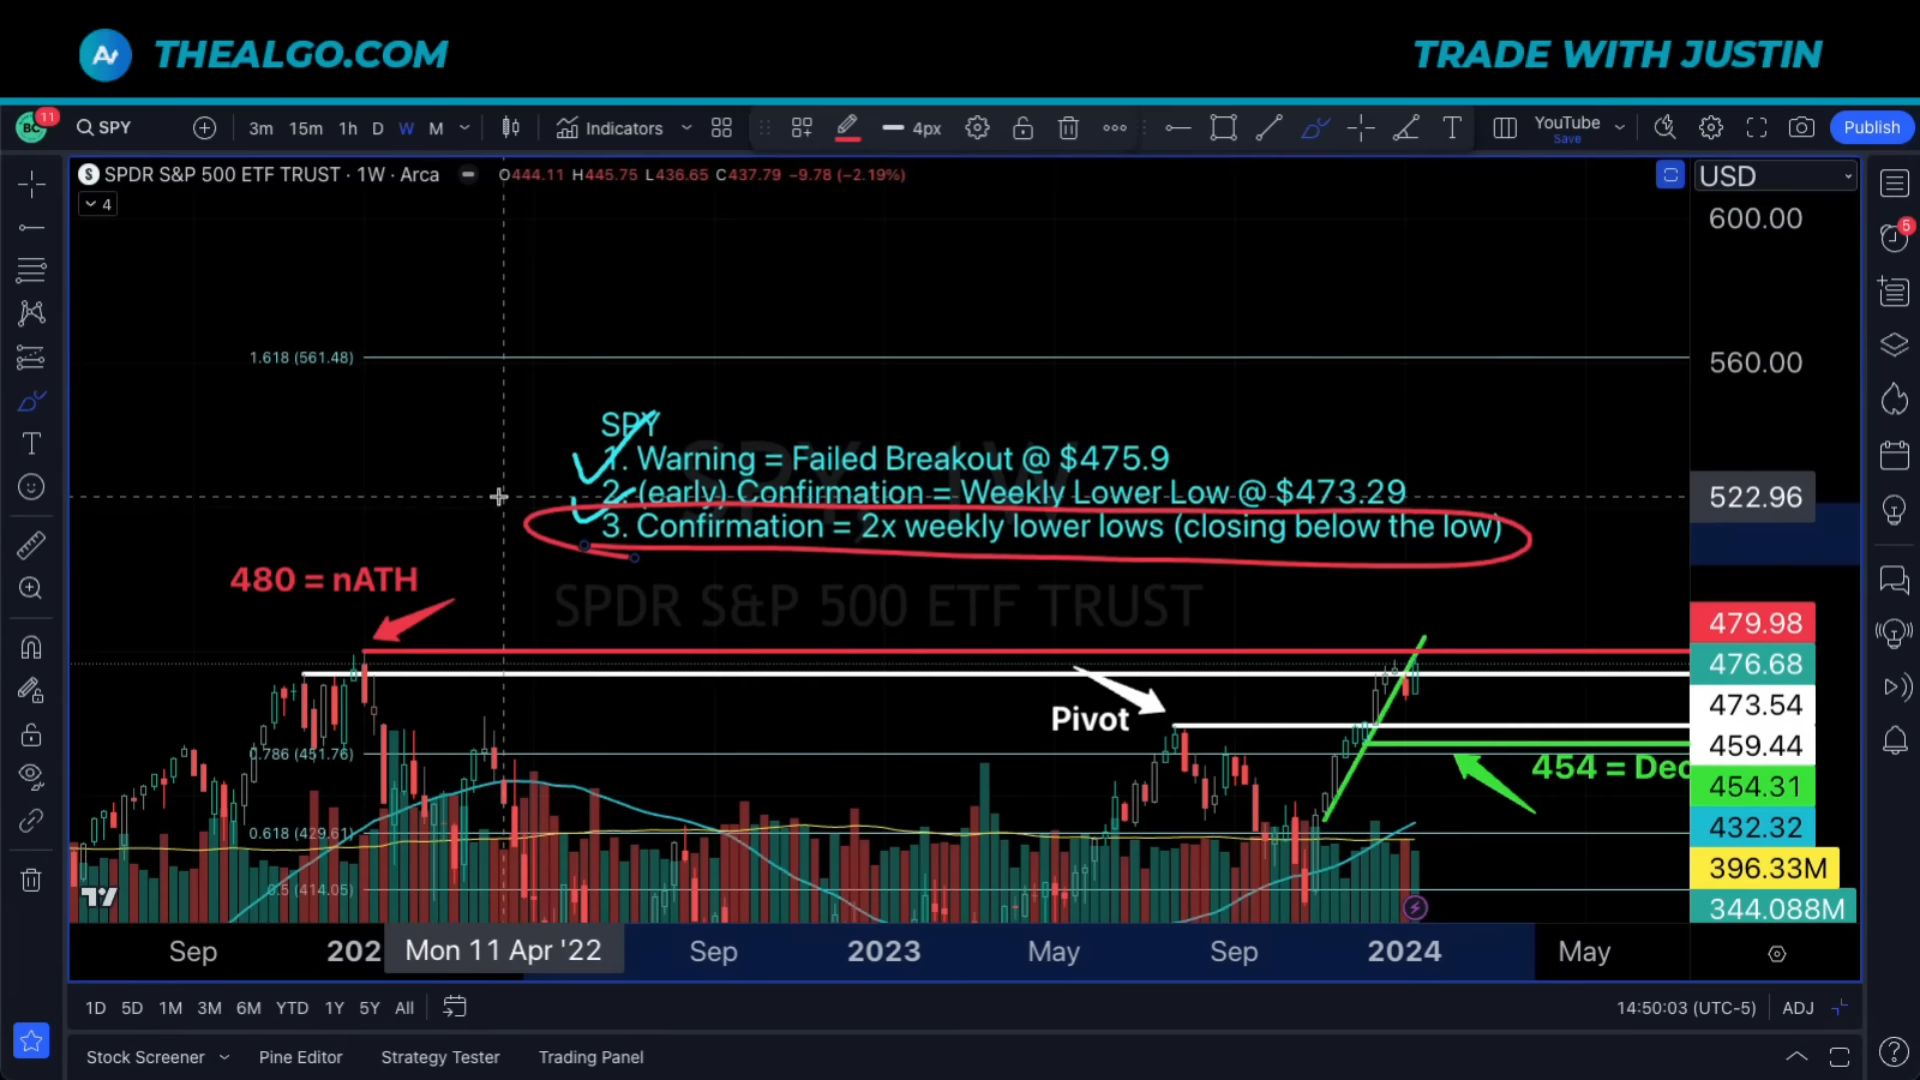 THEALGO.COM
TRADE WITH JUSTIN
BC 11 SPY 3m 15m 1h D W M Indicators 4px YouTube Save Publish
SPDR S&P 500 ETF TRUST · 1W · Arca O444.11 H445.75 L436.65 C437.79 −9.78 (−2.19%)
USD
4
600.00
5
1.618 (561.48)
560.00
SPY
1. Warning = Failed Breakout @ $475.9
2. (early) Confirmation = Weekly Lower Low @ $473.29
522.96
3. Confirmation = 2x weekly lower lows (closing below the low)
480 = nATH
SPDR S&P 500 ETF TRUST
479.98
476.68
473.54
Pivot
459.44
0.786 (451.76)
454 = Dec
454.31
432.32
0.618 (429.61)
396.33M
0.5 (414.05)
344.088M
Sep 202 Mon 11 Apr '22 Sep 2023 May Sep 2024 May
1D 5D 1M 3M 6M YTD 1Y 5Y All 14:50:03 (UTC-5) ADJ
Stock Screener Pine Editor Strategy Tester Trading Panel